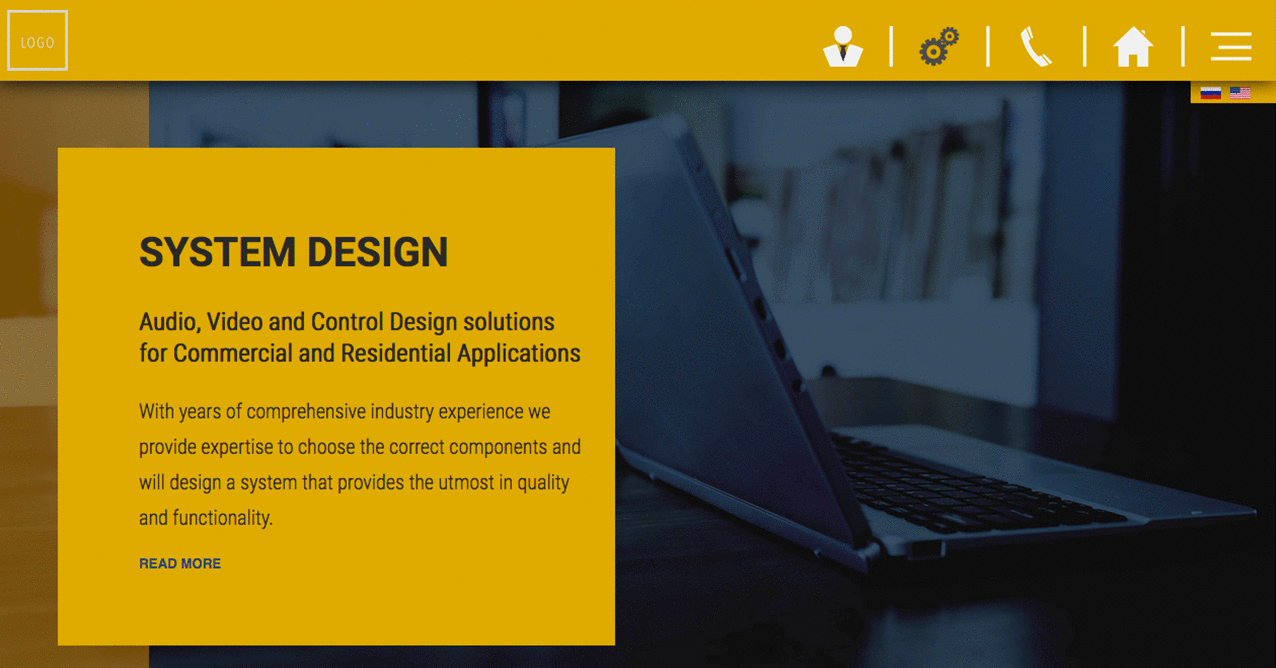 LOGO
SYSTEM DESIGN
Audio, Video and Control Design solutions
for Commercial and Residential Applications
With years of comprehensive industry experience we
provide expertise to choose the correct components and
will design a system that provides the utmost in quality
and functionality.
READ MORE